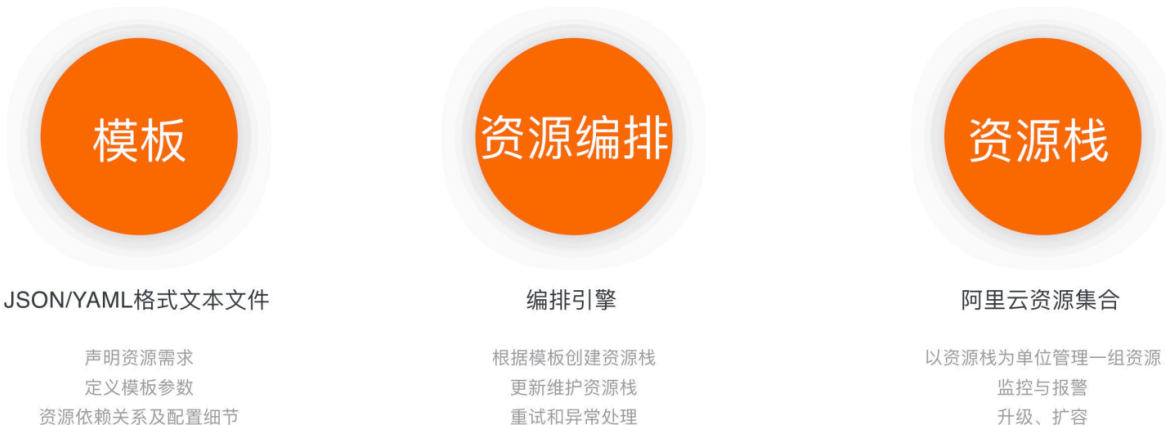 模板
JSON/YAML格式文本文件
声明资源需求
定义模板参数
资源依赖关系及配置细节
资源编排
编排引擎
根据模板创建资源栈
更新维护资源栈
重试和异常处理
资源栈
阿里云资源集合
以资源栈为单位管理一组资源
监控与报警
升级、扩容